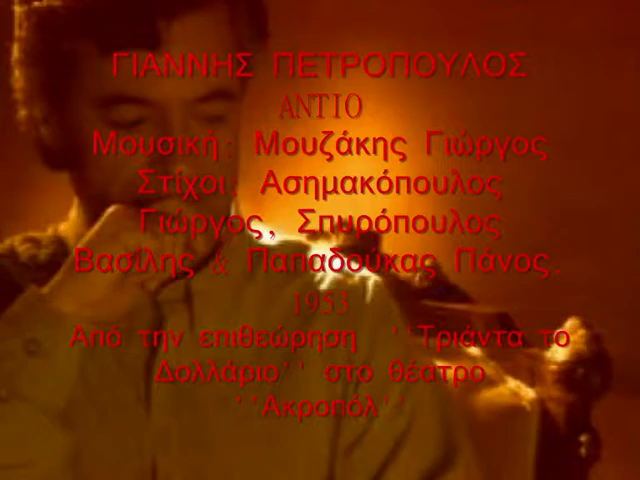 ΓΙΑΝΝΗΣ ΠΕΤΡΟΠΟΥΛΟΣ
ΑΝΤΙΟ
Μουσική: Μουζάκης Γιώργος
Στίχοι: Ασημακόπουλος
Γιώργος, Σπυρόπουλος
Βασίλης & Παπαδούκας Πάνος.
1953
Από την επιθεώρηση ''Τριάντα το
Δολλάριο'' στο θέατρο
''Ακροπόλ''